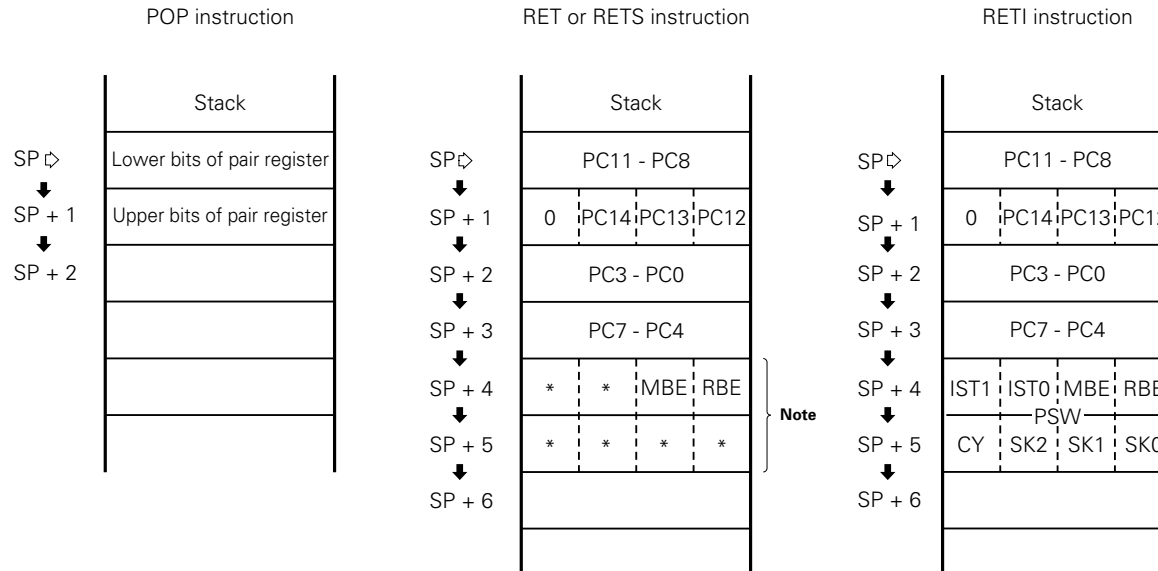 POP instruction
Stack
SP ⇨ Lower bits of pair register
SP + 1 Upper bits of pair register
SP + 2
RET or RETS instruction
Stack
SP ⇨ PC11 - PC8
SP + 1 0 PC14 PC13 PC12
SP + 2 PC3 - PC0
SP + 3 PC7 - PC4
SP + 4 * * MBE RBE
SP + 5 * * * *
Note
SP + 6
RETI instruction
Stack
SP ⇨ PC11 - PC8
SP + 1 0 PC14 PC13
SP + 2 PC3 - PC0
SP + 3 PC7 - PC4
SP + 4 IST1 IST0 MBE
PSW
SP + 5 CY SK2 SK1
SP + 6